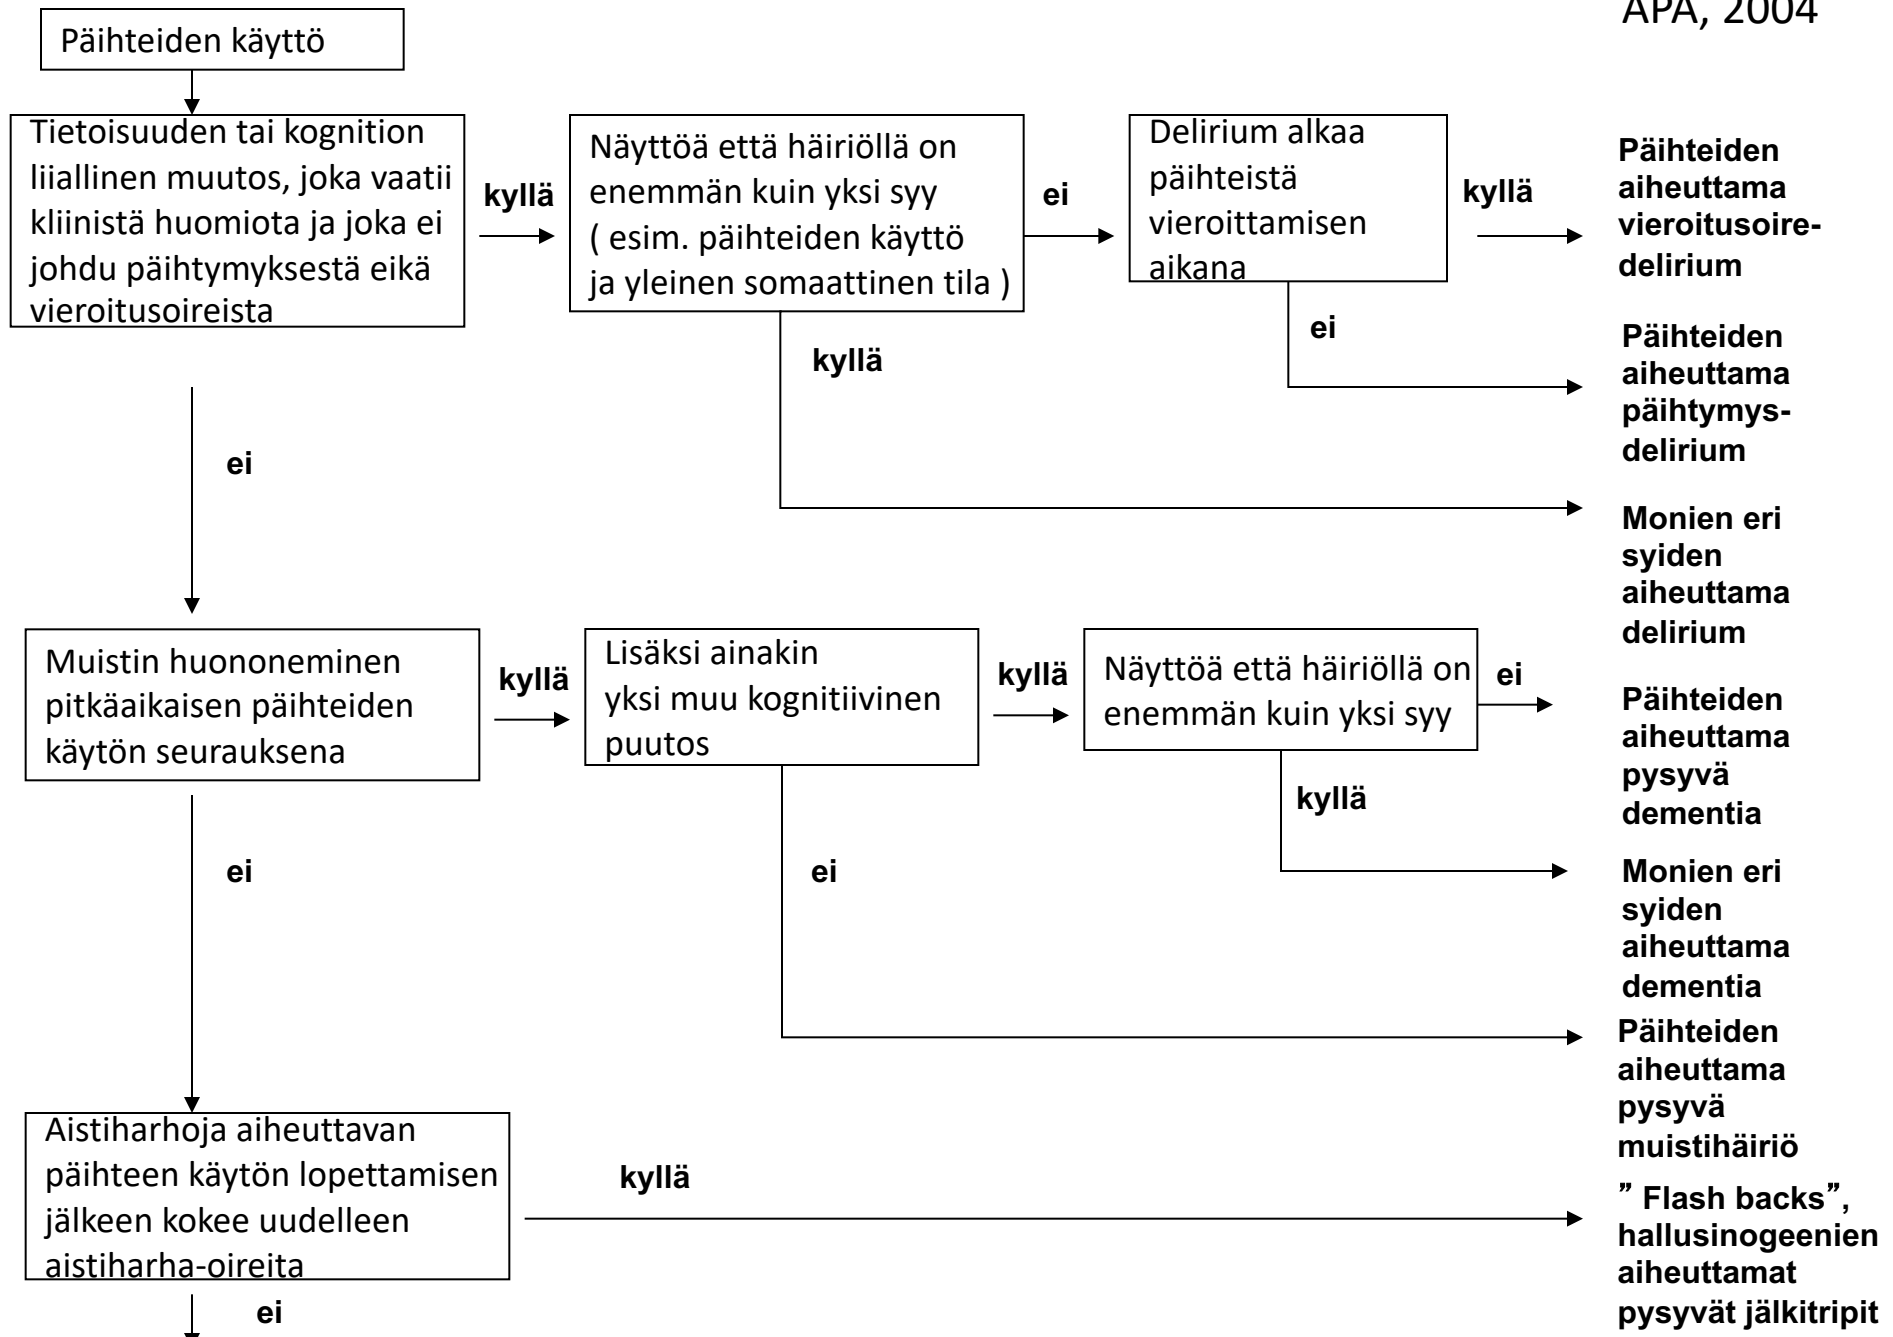 APA, 2004
Päihteiden käyttö
Tietoisuuden tai kognition
liiallinen muutos, joka vaatii
kliinistä huomiota ja joka ei
johdu päihtymyksestä eikä
vieroitusoireista
kyllä
Näyttöä että häiriöllä on
enemmän kuin yksi syy
( esim. päihteiden käyttö
ja yleinen somaattinen tila )
ei
Delirium alkaa
päihteistä
vieroittamisen
aikana
kyllä
Päihteiden
aiheuttama
vieroitusoire-
delirium
ei
Päihteiden
aiheuttama
päihtymys-
delirium
kyllä
Monien eri
syiden
aiheuttama
delirium
ei
Muistin huononeminen
pitkäaikaisen päihteiden
käytön seurauksena
kyllä
Lisäksi ainakin
yksi muu kognitiivinen
puutos
kyllä
Näyttöä että häiriöllä on
enemmän kuin yksi syy
ei
Päihteiden
aiheuttama
pysyvä
dementia
kyllä
Monien eri
syiden
aiheuttama
dementia
ei
Päihteiden
aiheuttama
pysyvä
muistihäiriö
ei
Aistiharhoja aiheuttavan
päihteen käytön lopettamisen
jälkeen kokee uudelleen
aistiharha-oireita
kyllä
” Flash backs”,
hallusinogeenien
aiheuttamat
pysyvät jälkitripit
ei